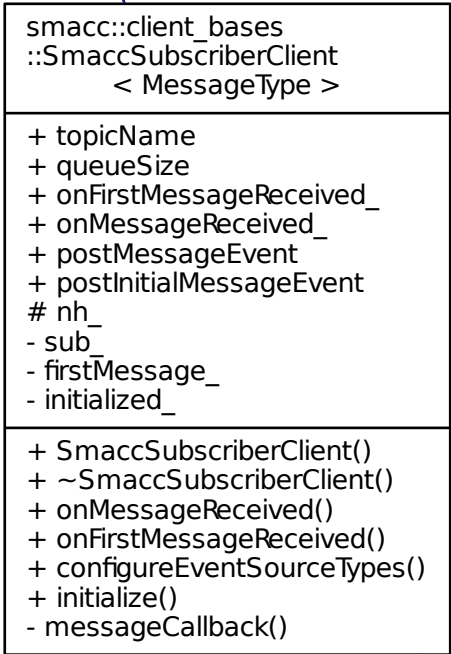 smacc::client_bases
::SmaccSubscriberClient
< MessageType >
+ topicName
+ queueSize
+ onFirstMessageReceived_
+ onMessageReceived_
+ postMessageEvent
+ postInitialMessageEvent
# nh_
- sub_
- firstMessage_
- initialized_
+ SmaccSubscriberClient()
+ ~SmaccSubscriberClient()
+ onMessageReceived()
+ onFirstMessageReceived()
+ configureEventSourceTypes()
+ initialize()
- messageCallback()